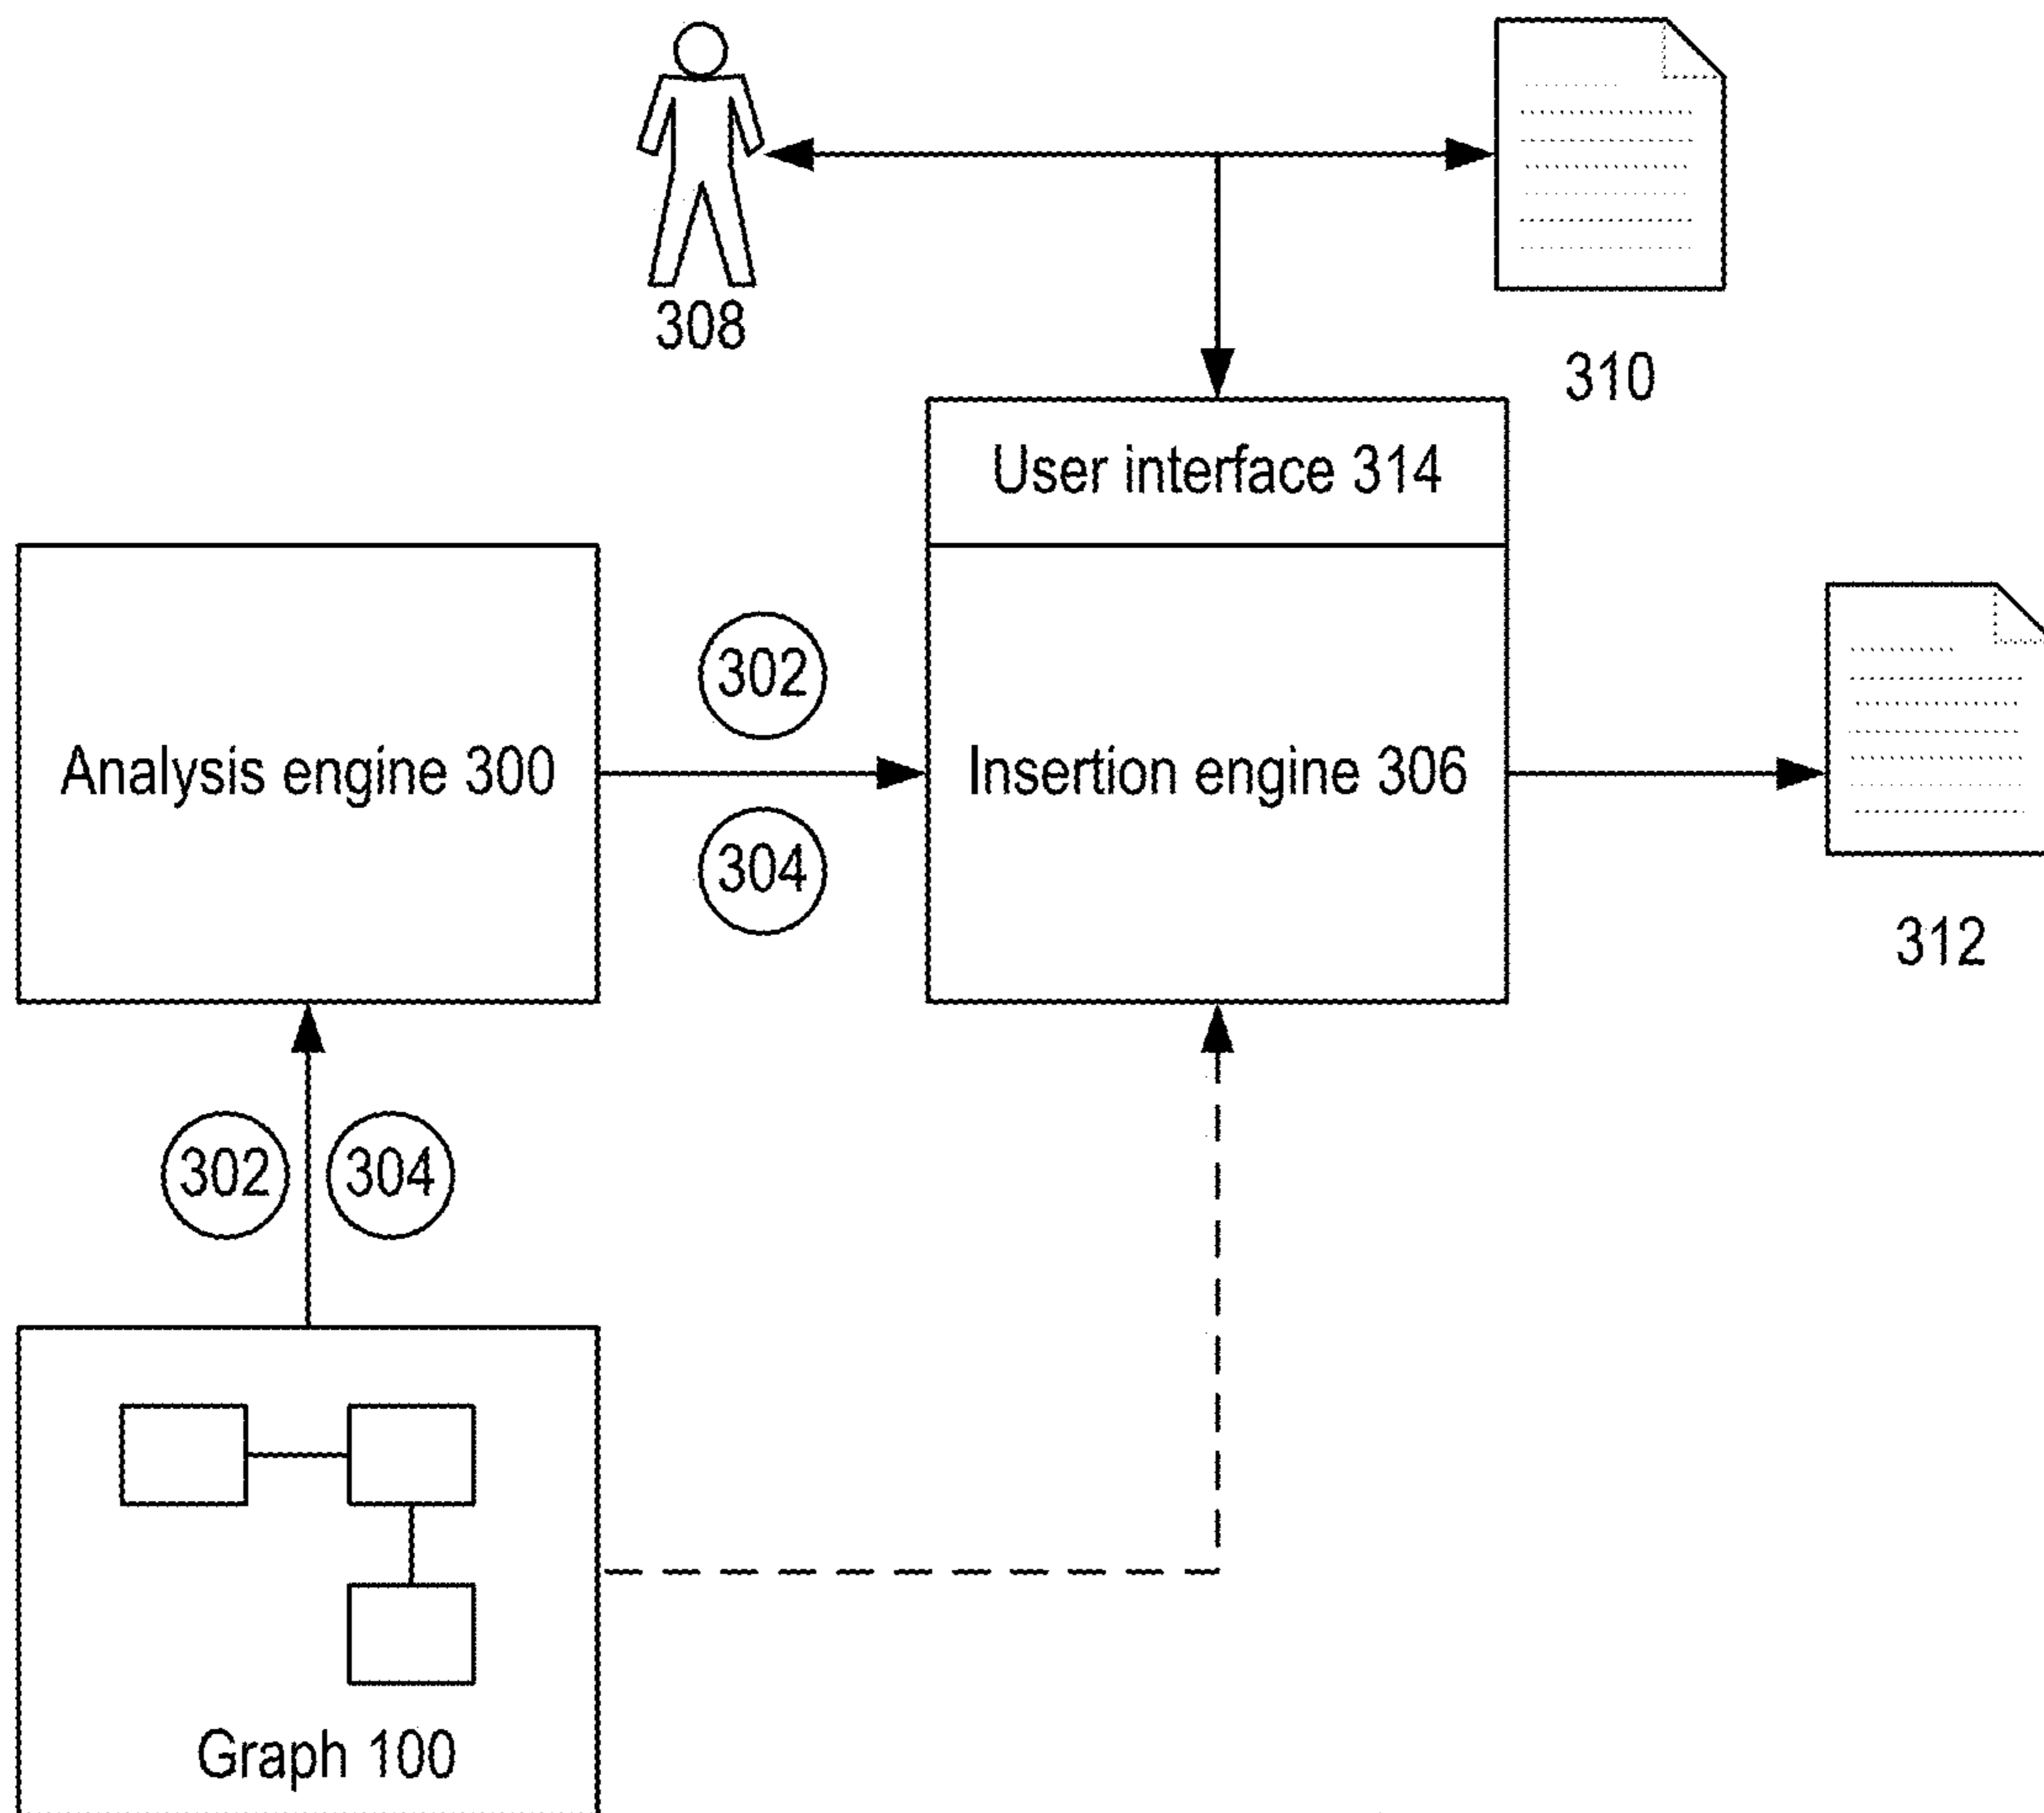 308
310
User interface 314
302
Analysis engine 300
Insertion engine 306
304
312
302
304
Graph 100